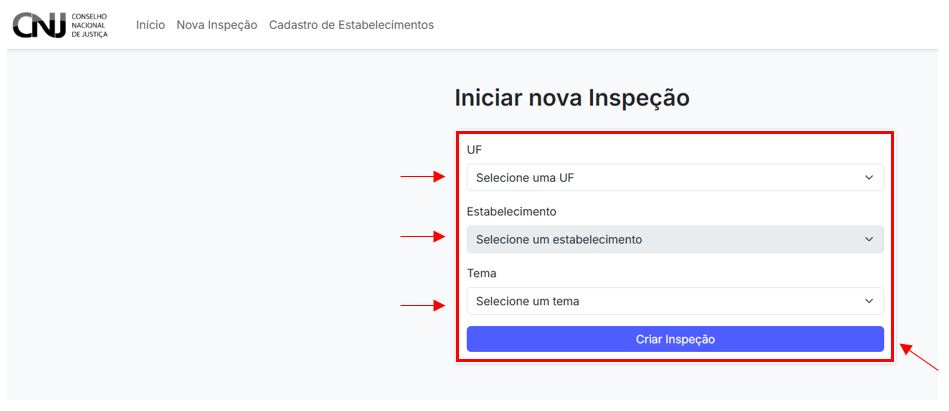 CNJ
CONSELHO
NACIONAL
DE JUSTIÇA
Início Nova Inspeção Cadastro de Estabelecimentos
Iniciar nova Inspeção
UF
Selecione uma UF
Estabelecimento
Selecione um estabelecimento
Tema
Selecione um tema
Criar Inspeção